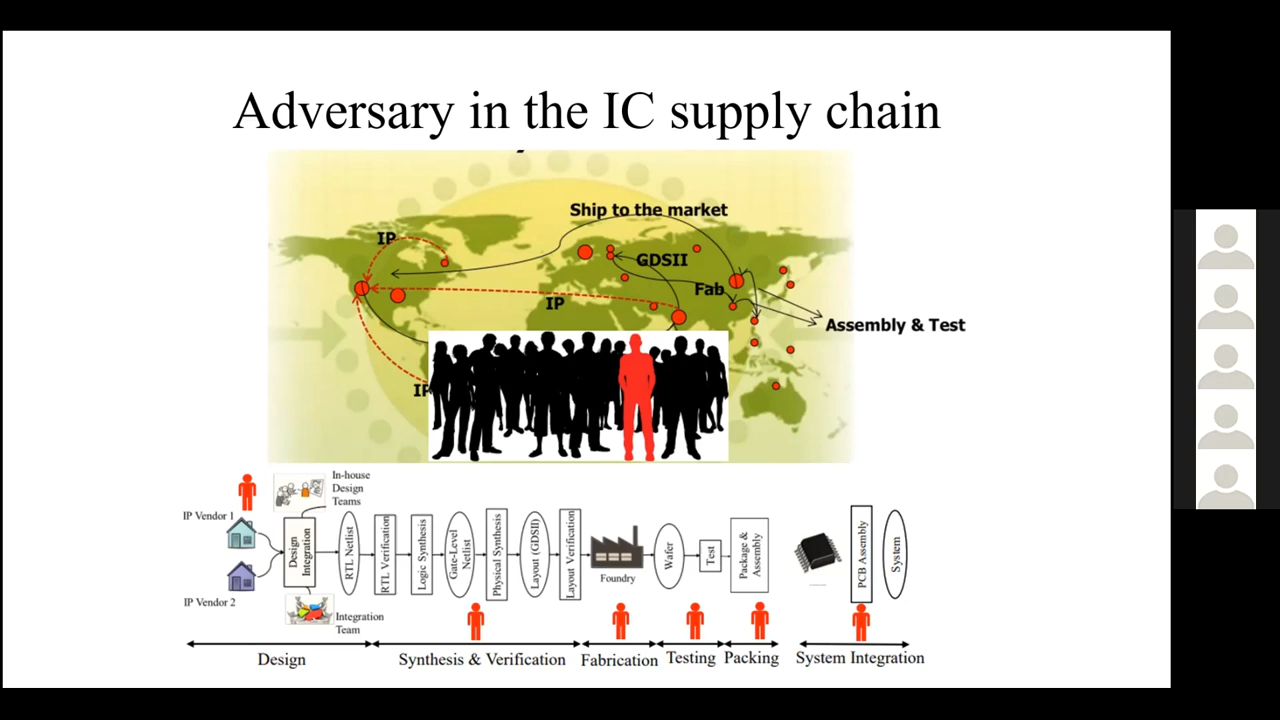 Adversary in the IC supply chain
Ship to the market
IP
GDSII
Fab
IP
Assembly & Test
IP
In-house
Design
Teams
IP Vendor 1
Design
Integration
RTL Netlist
RTL Verification
Logic Synthesis
Gate-Level
Netlist
Physical Synthesis
Layout (GDSII)
Layout Verification
Foundry
Wafer
Test
Package &
Assembly
PCB Assembly
System
IP Vendor 2
Integration
Team
Design
Synthesis & Verification
Fabrication
Testing
Packing
System Integration